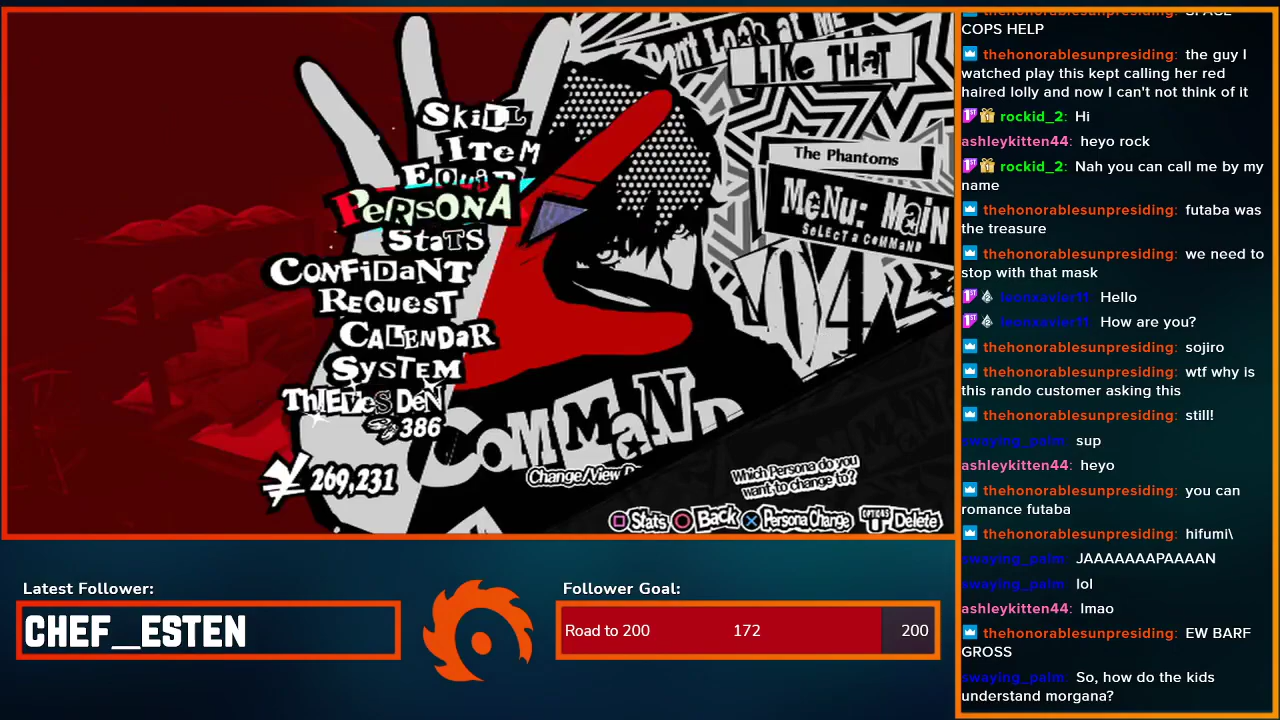 Don't Look at ME
LIKE THAT
SKILL
ITEM
EQUIP
PERSONA
STATS
CONFIDANT
REQUEST
CALENDAR
SYSTEM
THIEVES DEN
386
¥ 269,231
The Phantoms
MENU: MAIN
SELECT A COMMAND
04
COMMAND
Change/View
Which Persona do you
want to change to?
Stats Back Persona Change OPTIONS Delete
Latest Follower:
CHEF_ESTEN
Follower Goal:
Road to 200 172 200
COPS HELP
thehonorablesunpresiding: the guy I
watched play this kept calling her red
haired lolly and now I can't not think of it
rockid_2: Hi
ashleykitten44: heyo rock
rockid_2: Nah you can call me by my
name
thehonorablesunpresiding: futaba was
the treasure
thehonorablesunpresiding: we need to
stop with that mask
leonxavier11 Hello
leonxavier11 How are you?
thehonorablesunpresiding: sojiro
thehonorablesunpresiding: wtf why is
this rando customer asking this
thehonorablesunpresiding: still!
swaying_palm: sup
ashleykitten44: heyo
thehonorablesunpresiding: you can
romance futaba
thehonorablesunpresiding: hifumi\
swaying_palm: JAAAAAAAPAAAAN
swaying_palm: lol
ashleykitten44: lmao
thehonorablesunpresiding: EW BARF
GROSS
swaying_palm: So, how do the kids
understand morgana?